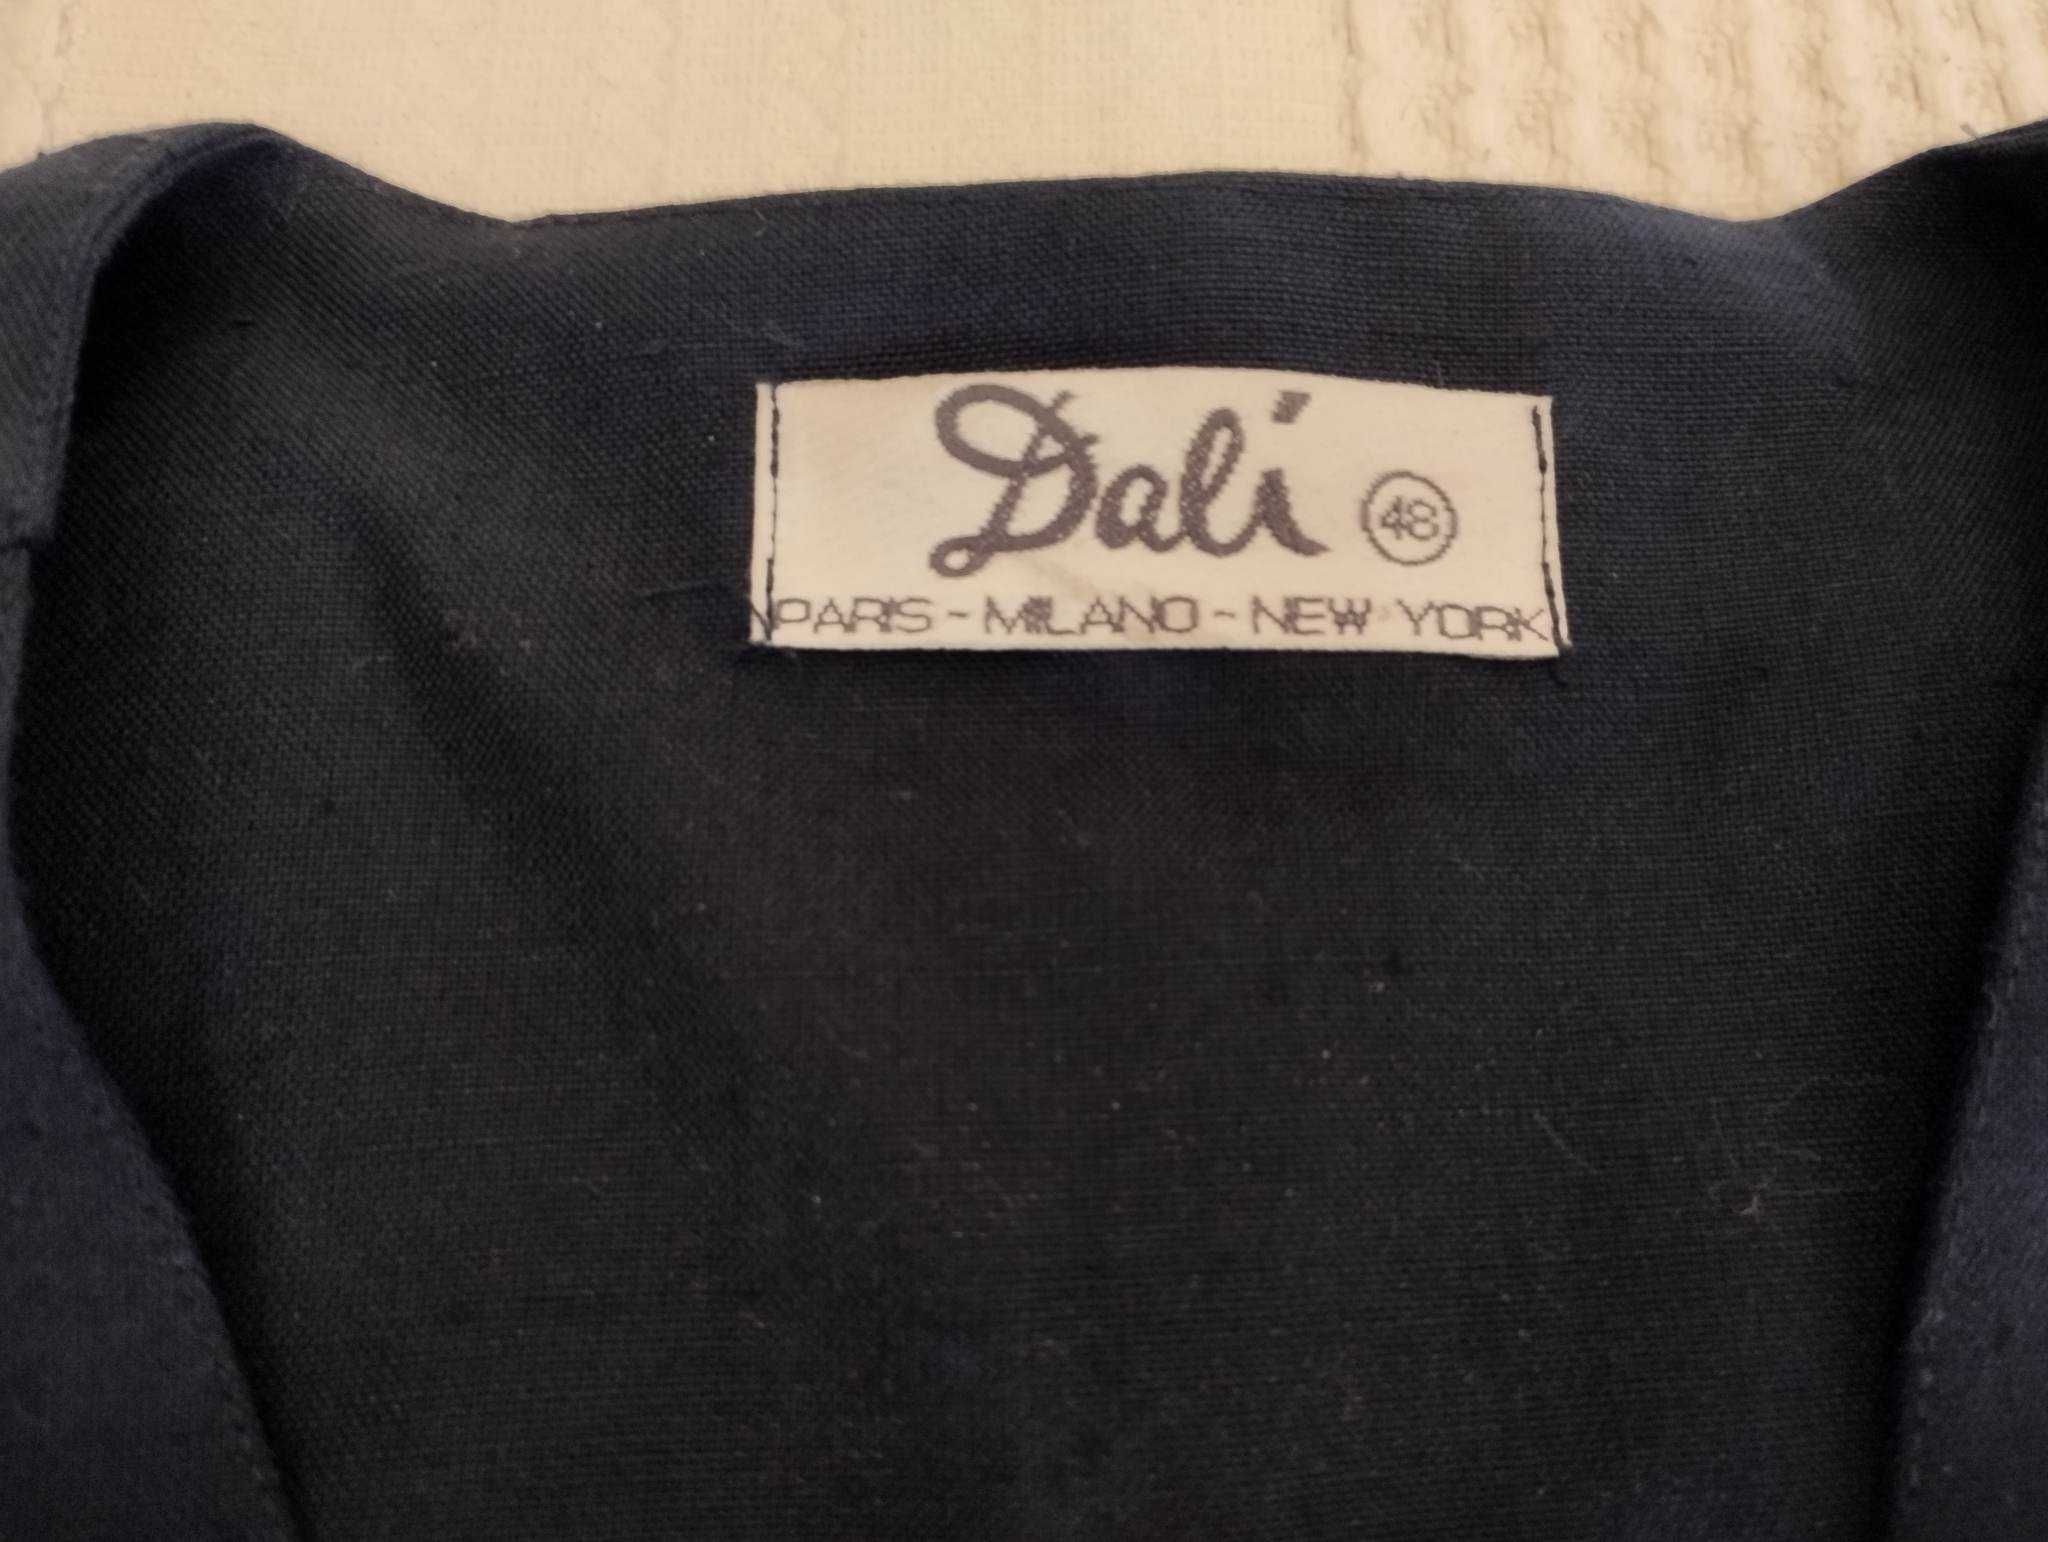 Dali 48
PARIS - MILANO - NEW YORK